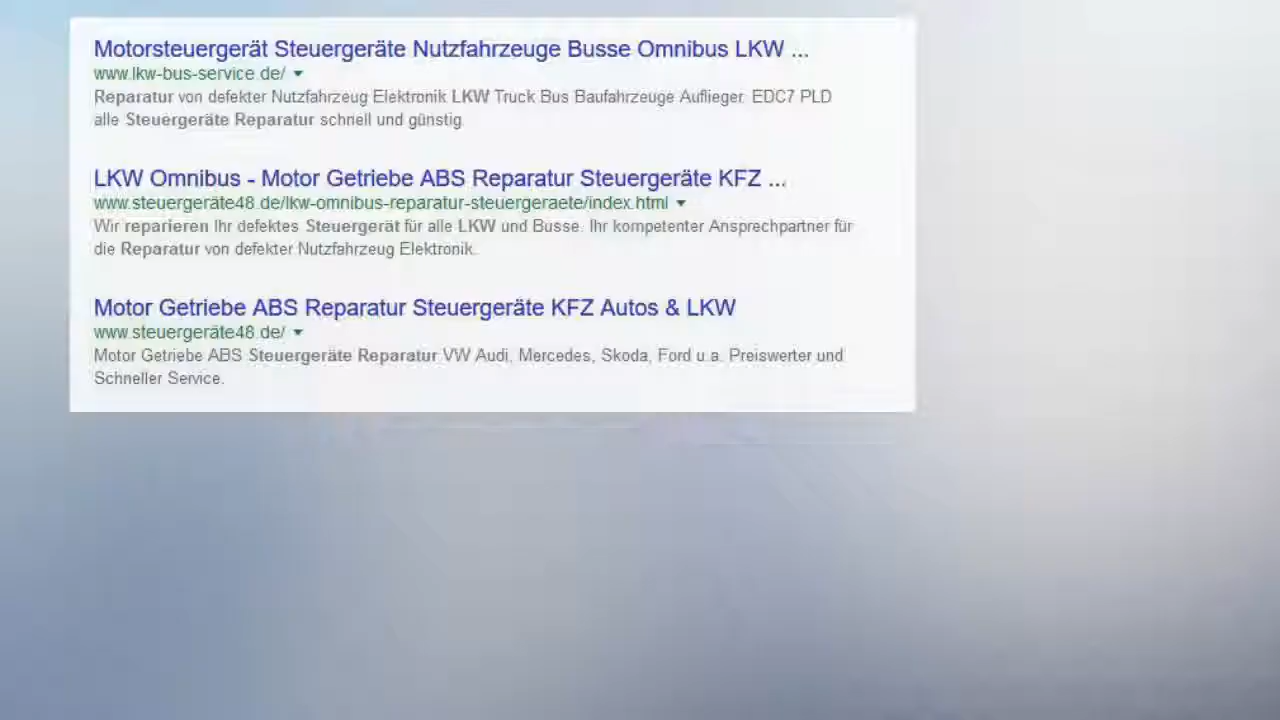 Motorsteuergerät Steuergeräte Nutzfahrzeuge Busse Omnibus LKW ...
www.lkw-bus-service.de/
Reparatur von defekter Nutzfahrzeug Elektronik LKW Truck Bus Baufahrzeuge Auflieger. EDC7 PLD
alle Steuergeräte Reparatur schnell und günstig.
LKW Omnibus - Motor Getriebe ABS Reparatur Steuergeräte KFZ ...
www.steuergeräte48.de/lkw-omnibus-reparatur-steuergeraete/index.html
Wir reparieren Ihr defektes Steuergerät für alle LKW und Busse. Ihr kompetenter Ansprechpartner für
die Reparatur von defekter Nutzfahrzeug Elektronik.
Motor Getriebe ABS Reparatur Steuergeräte KFZ Autos & LKW
www.steuergeräte48.de/
Motor Getriebe ABS Steuergeräte Reparatur VW Audi, Mercedes, Skoda, Ford u.a. Preiswerter und
Schneller Service.